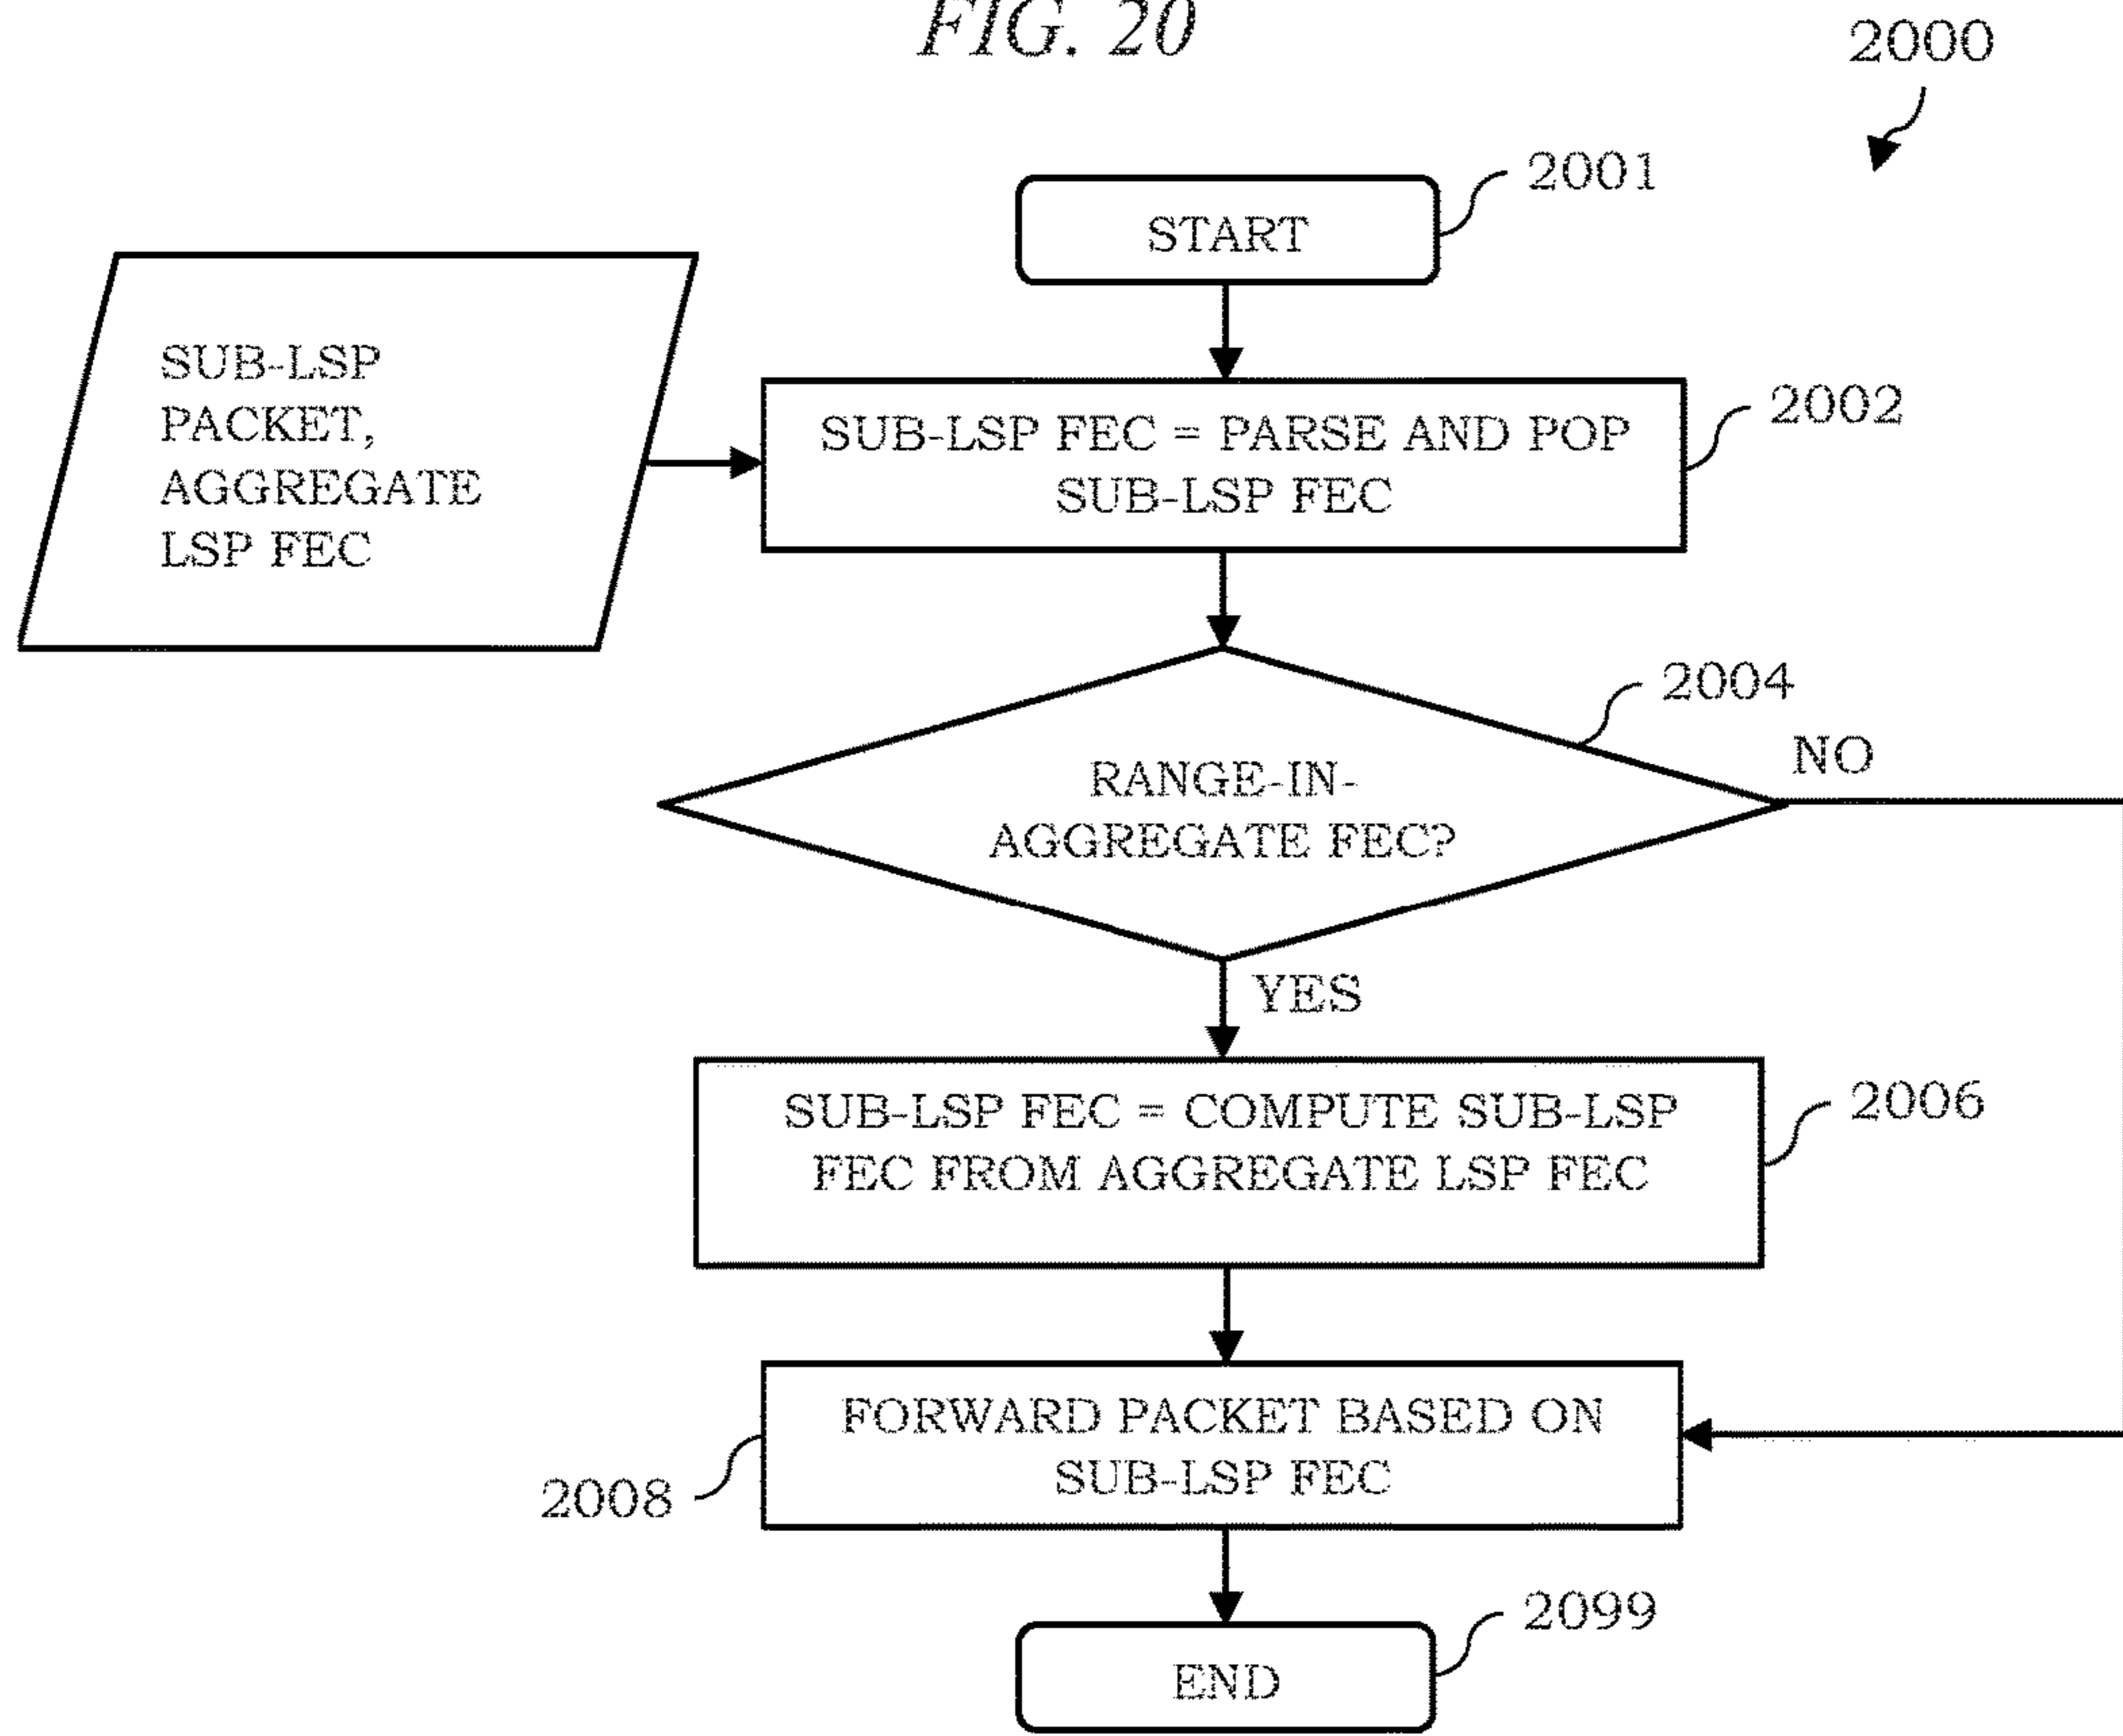 FIG. 20
2000
START
2001
SUB-LSP
PACKET,
AGGREGATE
LSP FEC
SUB-LSP FEC = PARSE AND POP
SUB-LSP FEC
2002
RANGE-IN-
AGGREGATE FEC?
2004
NO
YES
SUB-LSP FEC = COMPUTE SUB-LSP
FEC FROM AGGREGATE LSP FEC
2006
FORWARD PACKET BASED ON
SUB-LSP FEC
2008
END
2099